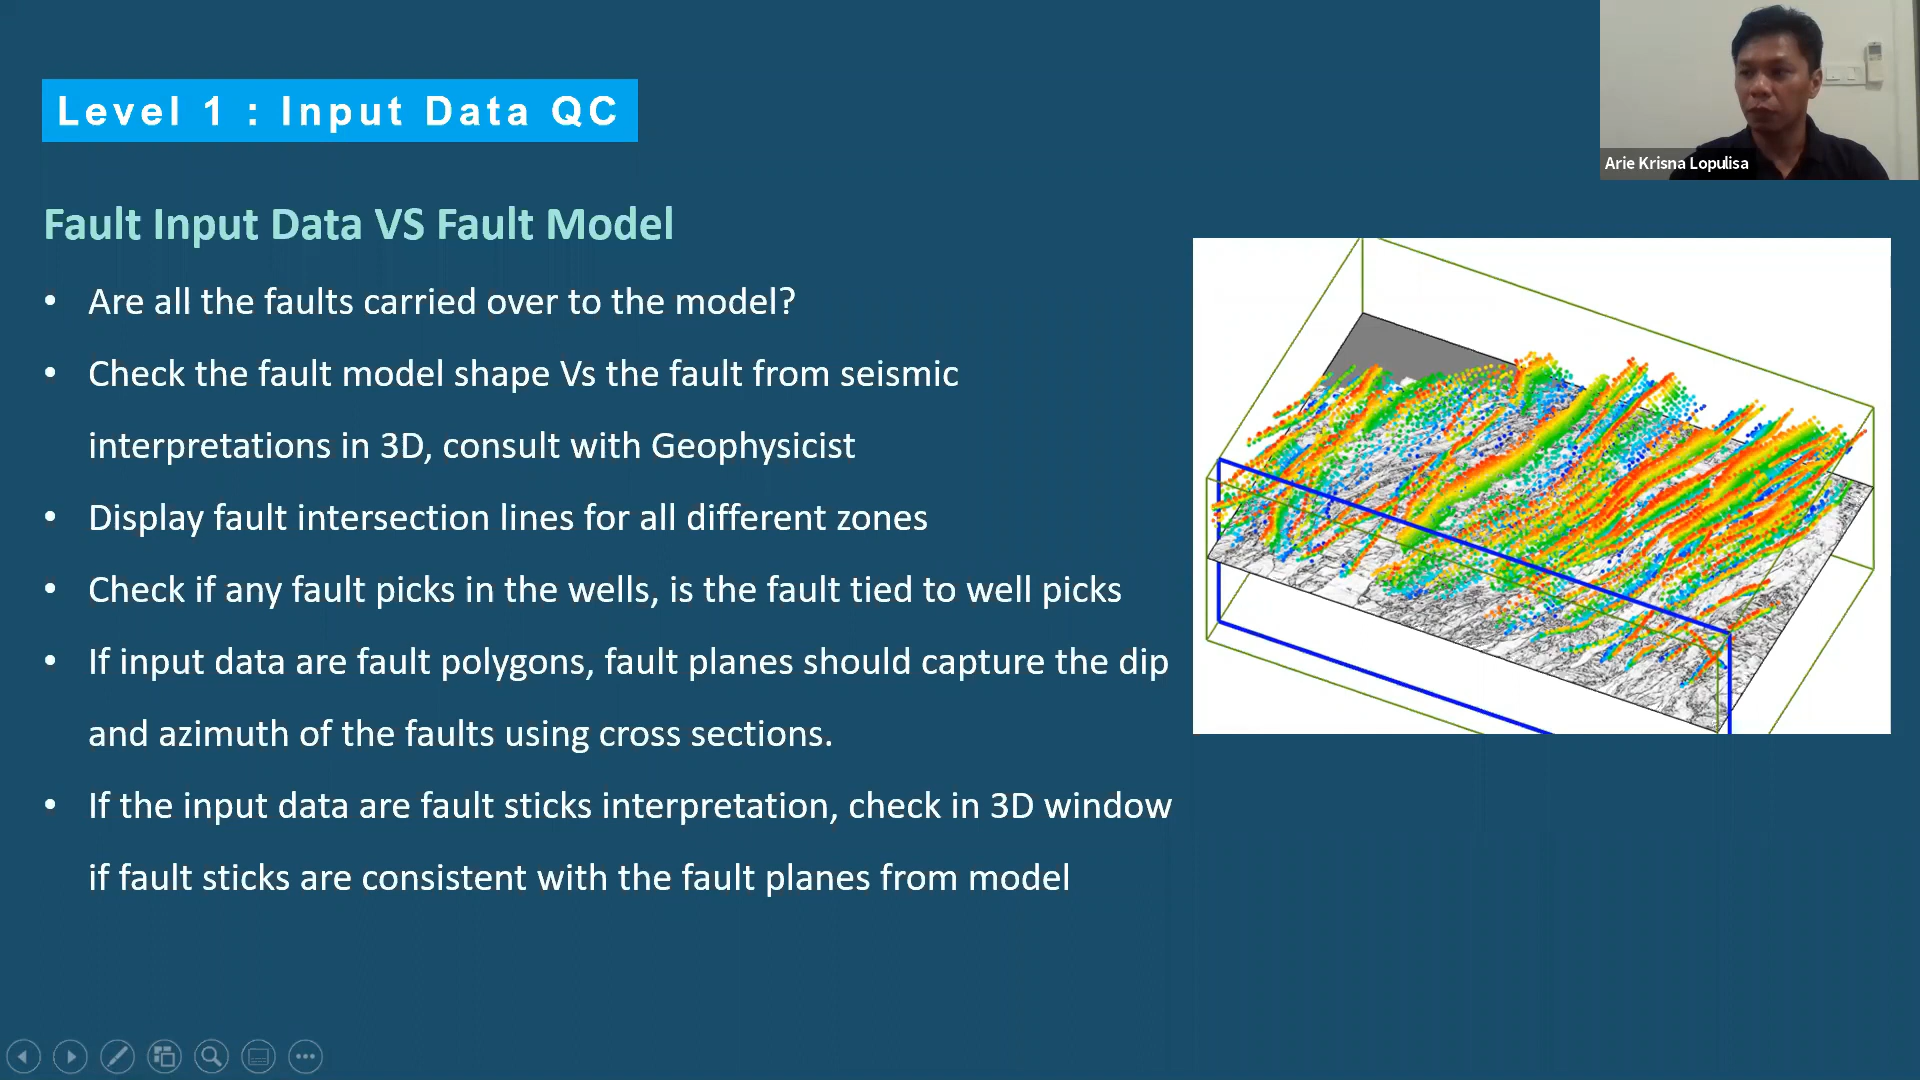 Level 1 : Input Data QC
Arie Krisna Lopulisa
Fault Input Data VS Fault Model
• Are all the faults carried over to the model?
• Check the fault model shape Vs the fault from seismic
interpretations in 3D, consult with Geophysicist
• Display fault intersection lines for all different zones
• Check if any fault picks in the wells, is the fault tied to well picks
• If input data are fault polygons, fault planes should capture the dip
and azimuth of the faults using cross sections.
• If the input data are fault sticks interpretation, check in 3D window
if fault sticks are consistent with the fault planes from model